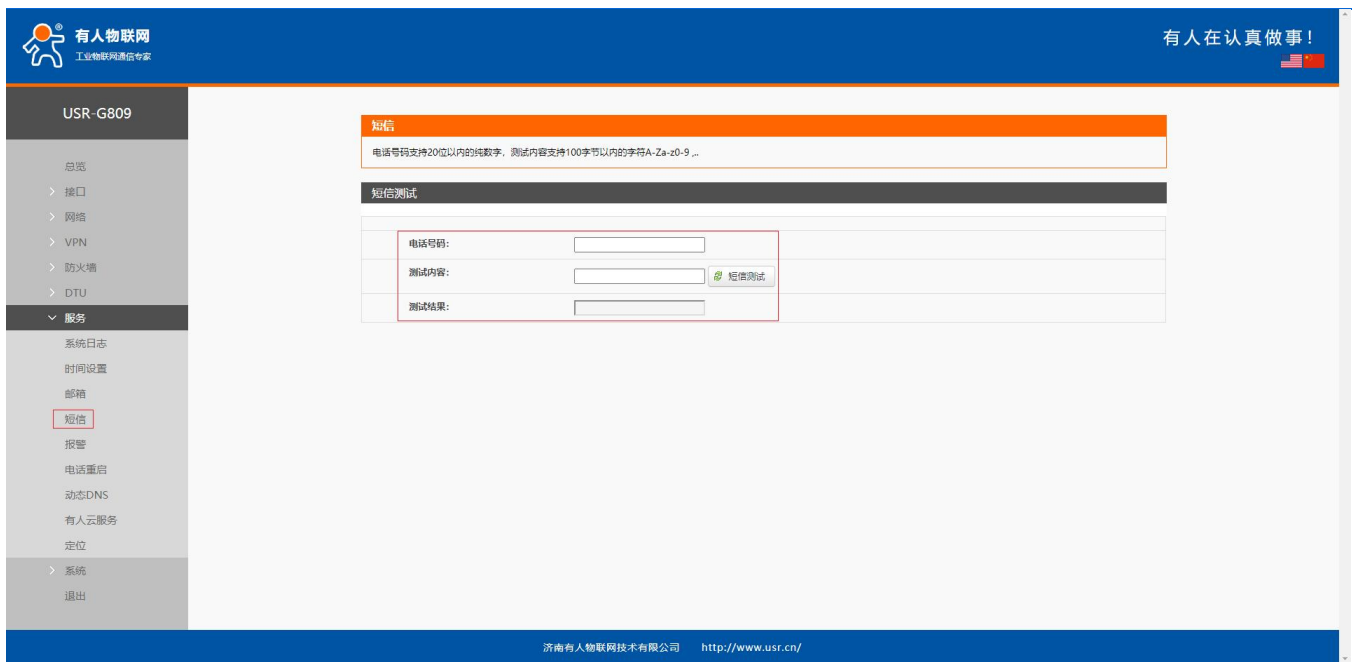 有人物联网
工业物联网通信专家
有人在认真做事!
USR-G809
总览
接口
网络
VPN
防火墙
DTU
服务
系统日志
时间设置
邮箱
短信
报警
电话重启
动态DNS
有人云服务
定位
系统
退出
短信
电话号码支持20位以内的纯数字，测试内容支持100字节以内的字符A-Za-z0-9 ,..
短信测试
电话号码:
测试内容:
短信测试
测试结果:
济南有人物联网技术有限公司 http://www.usr.cn/